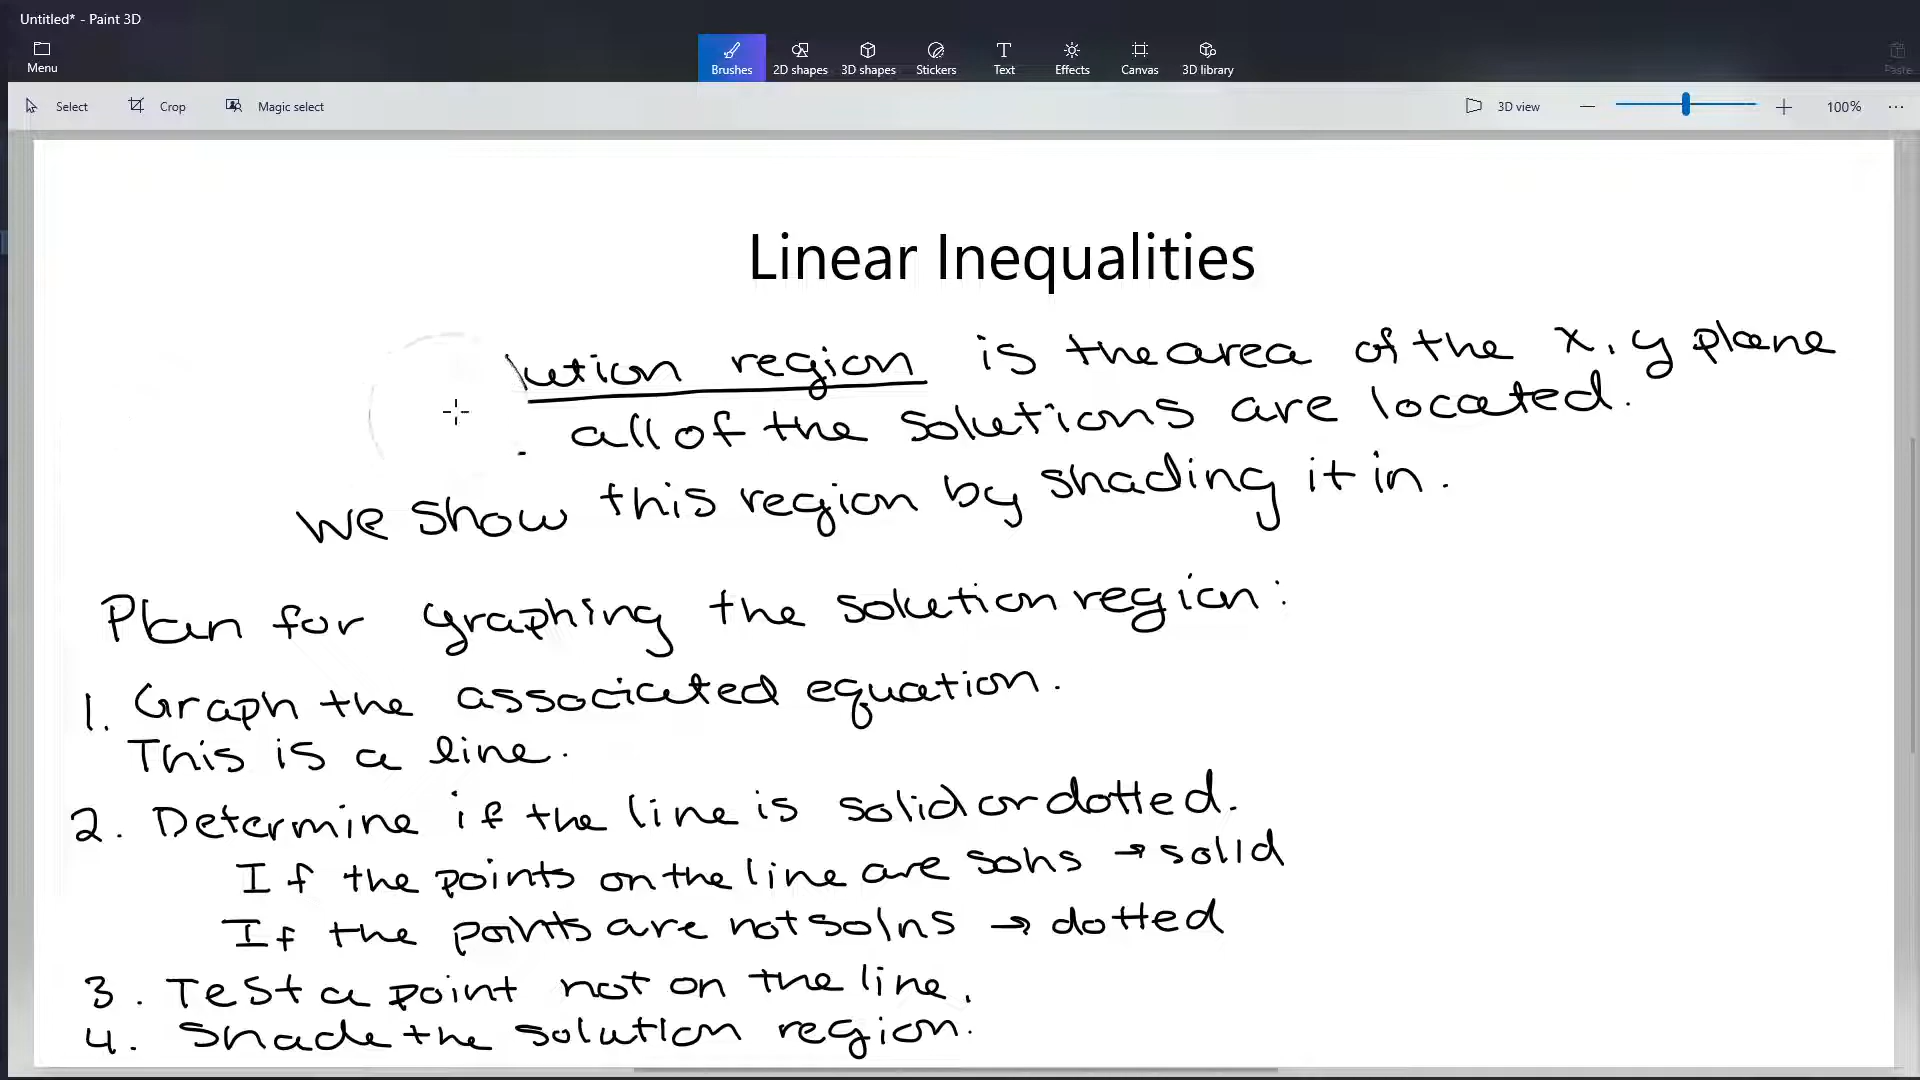 Untitled* - Paint 3D
Menu
Brushes 2D shapes 3D shapes Stickers Text Effects Canvas 3D library
Paste
Select Crop Magic select 3D view 100%
Linear Inequalities
lution region is the area of the x, y plane
all of the solutions are located.
We show this region by shading it in.
Plan for graphing the solution region:
1. Graph the associated equation.
This is a line.
2. Determine if the line is solid or dotted.
If the points on the line are solns → solid
If the points are not solns → dotted
3. Test a point not on the line.
4. Shade the solution region.